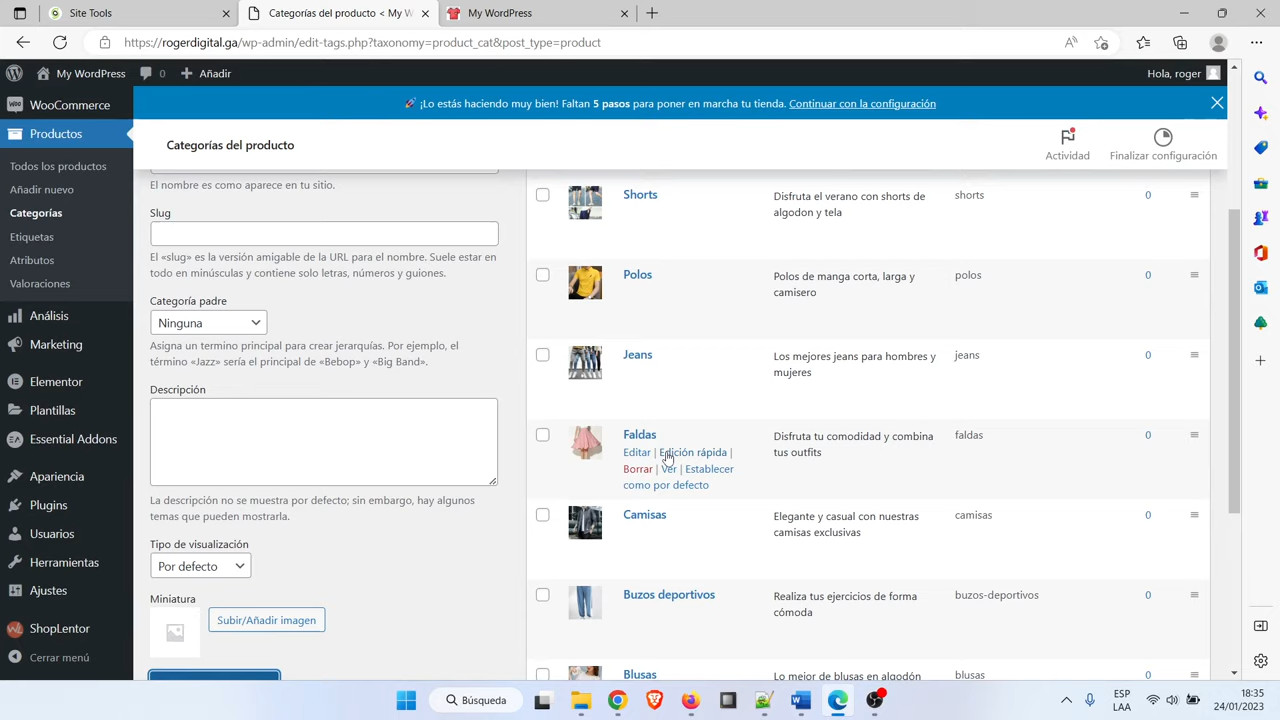 Site Tools
Categorías del producto < My W
My WordPress
https://rogerdigital.ga/wp-admin/edit-tags.php?taxonomy=product_cat&post_type=product
My WordPress
0
Añadir
Hola, roger
WooCommerce
Productos
Todos los productos
Añadir nuevo
Categorías
Etiquetas
Atributos
Valoraciones
Análisis
Marketing
Elementor
Plantillas
Essential Addons
Apariencia
Plugins
Usuarios
Herramientas
Ajustes
ShopLentor
Cerrar menú
🚀 ¡Lo estás haciendo muy bien! Faltan 5 pasos para poner en marcha tu tienda. Continuar con la configuración
Categorías del producto
Actividad
Finalizar configuración
El nombre es como aparece en tu sitio.
Slug
El «slug» es la versión amigable de la URL para el nombre. Suele estar en
todo en minúsculas y contiene solo letras, números y guiones.
Categoría padre
Ninguna
Asigna un termino principal para crear jerarquías. Por ejemplo, el
término «Jazz» sería el principal de «Bebop» y «Big Band».
Descripción
La descripción no se muestra por defecto; sin embargo, hay algunos
temas que pueden mostrarla.
Tipo de visualización
Por defecto
Miniatura
Subir/Añadir imagen
Shorts
Disfruta el verano con shorts de
algodon y tela
shorts
0
Polos
Polos de manga corta, larga y
camisero
polos
0
Jeans
Los mejores jeans para hombres y
mujeres
jeans
0
Faldas
Editar | Edición rápida |
Borrar | Ver | Establecer
como por defecto
Disfruta tu comodidad y combina
tus outfits
faldas
0
Camisas
Elegante y casual con nuestras
camisas exclusivas
camisas
0
Buzos deportivos
Realiza tus ejercicios de forma
cómoda
buzos-deportivos
0
Blusas
Lo mejor de blusas en algodón
blusas
0
Búsqueda
ESP
LAA
18:35
24/01/2023